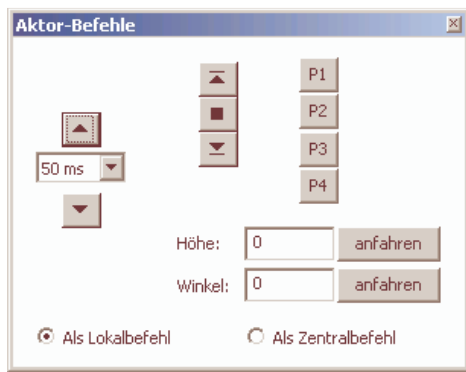 Aktor-Befehle
P1
P2
50 ms
P3
P4
Höhe: 0 anfahren
Winkel: 0 anfahren
Als Lokalbefehl Als Zentralbefehl